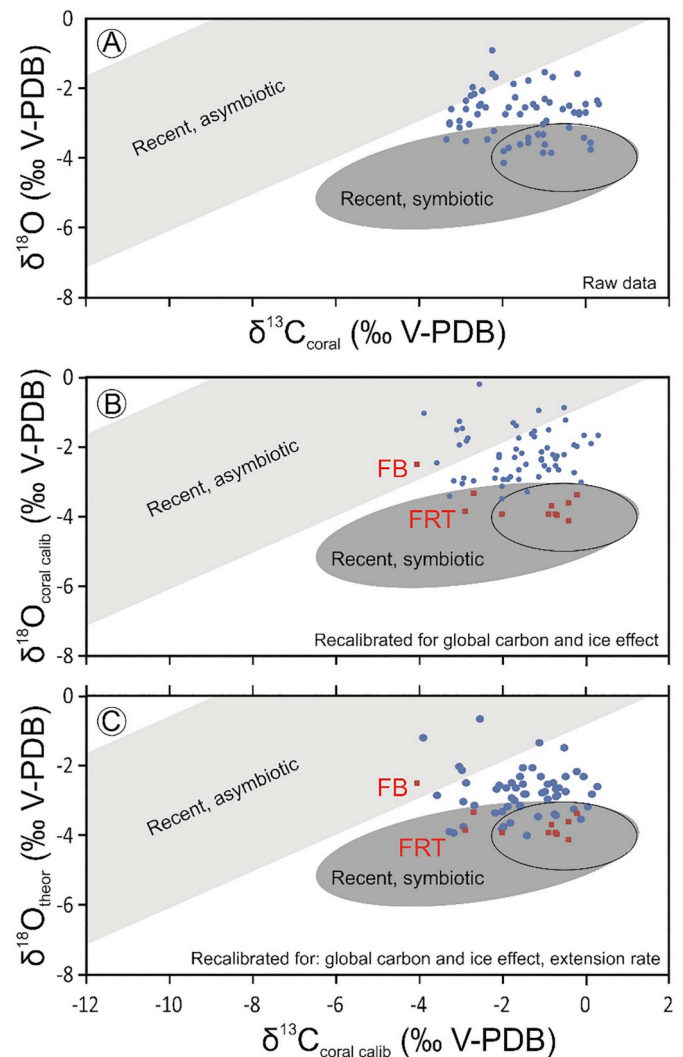 A
0
-2
-4
-6
-8
δ18O (‰ V-PDB)
Recent, asymbiotic
Recent, symbiotic
Raw data
δ13Ccoral (‰ V-PDB)
B
0
-2
-4
-6
-8
δ18Ocoral calib (‰ V-PDB)
Recent, asymbiotic
FB
FRT
Recent, symbiotic
Recalibrated for global carbon and ice effect
C
0
-2
-4
-6
-8
δ18Otheor (‰ V-PDB)
Recent, asymbiotic
FB
FRT
Recent, symbiotic
Recalibrated for: global carbon and ice effect, extension rate
-12 -10 -8 -6 -4 -2 0 2
δ13Ccoral calib (‰ V-PDB)